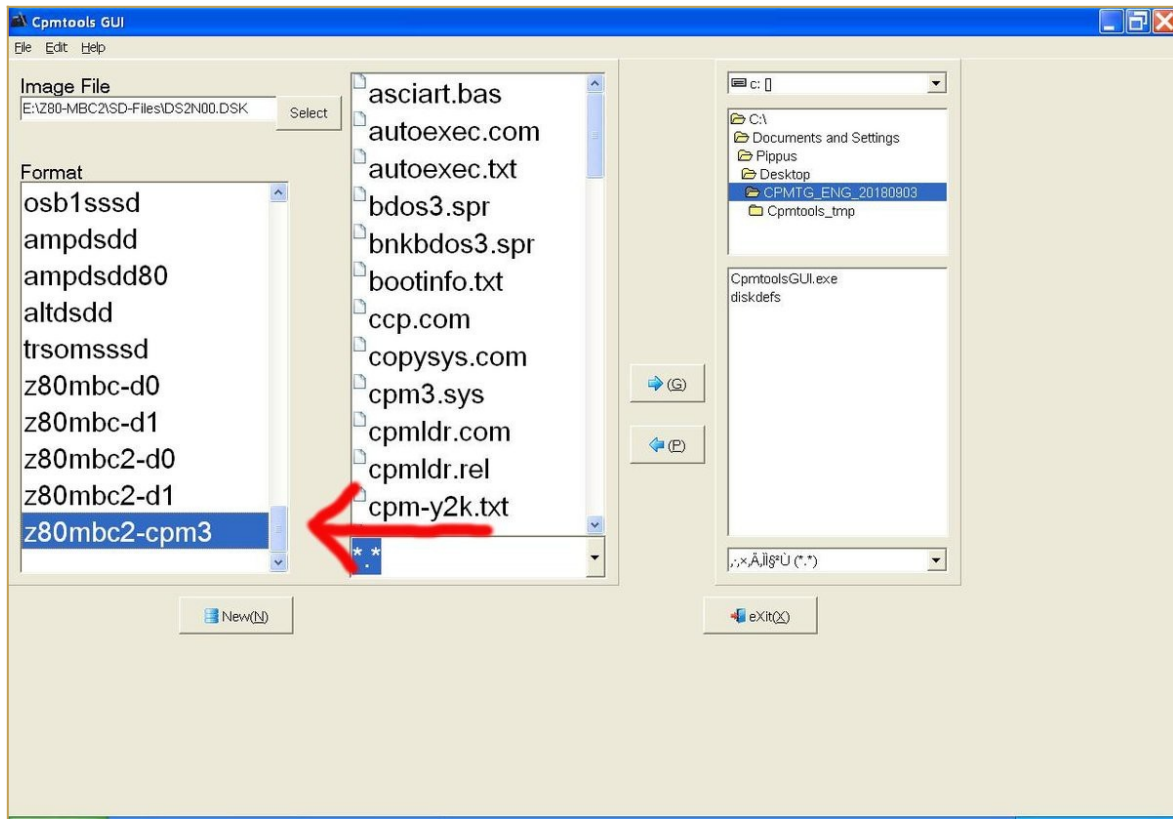 Cpmtools GUI
File Edit Help
Image File
E:\Z80-MBC2\SD-Files\DS2N00.DSK
Select
Format
osb1sssd
ampdsdd
ampdsdd80
altdsdd
trsomsssd
z80mbc-d0
z80mbc-d1
z80mbc2-d0
z80mbc2-d1
z80mbc2-cpm3
asciart.bas
autoexec.com
autoexec.txt
bdos3.spr
bnkbdos3.spr
bootinfo.txt
ccp.com
copysys.com
cpm3.sys
cpmldr.com
cpmldr.rel
cpm-y2k.txt
*.*
(G)
(P)
c: []
C:\
Documents and Settings
Pippus
Desktop
CPMTG_ENG_20180903
Cpmtools_tmp
CpmtoolsGUI.exe
diskdefs
(*.*)
New(N)
eXit(X)